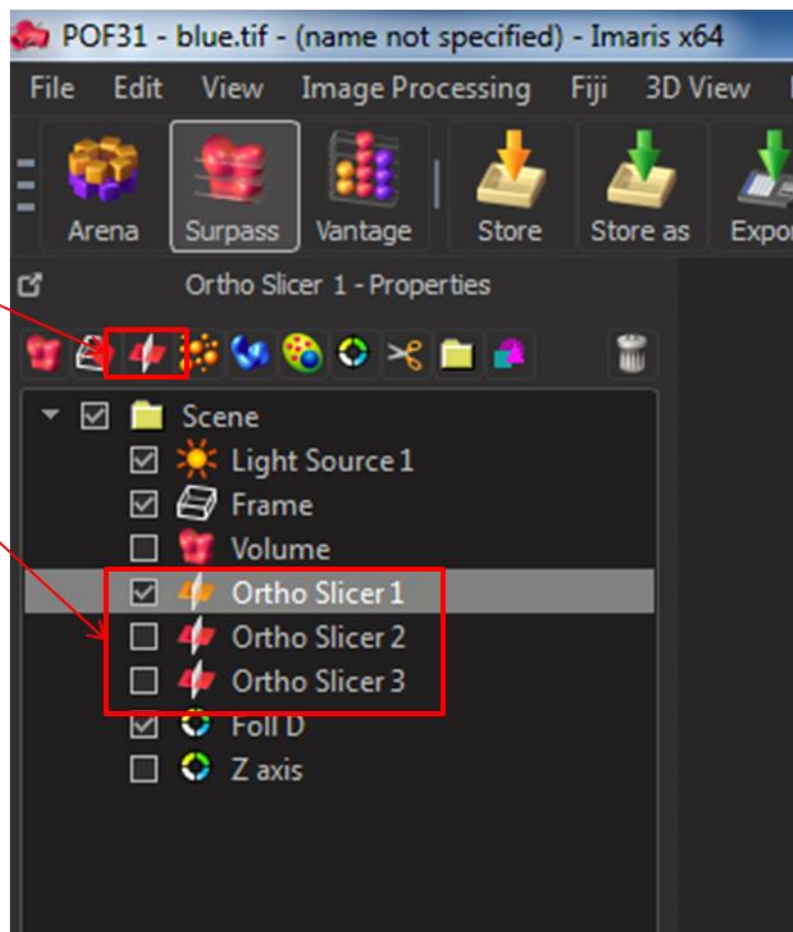 POF31 - blue.tif - (name not specified) - Imaris x64
File Edit View Image Processing Fiji 3D View
Arena Surpass Vantage Store Store as Expor
Ortho Slicer 1 - Properties
Scene
Light Source 1
Frame
Volume
Ortho Slicer 1
Ortho Slicer 2
Ortho Slicer 3
Foll D
Z axis